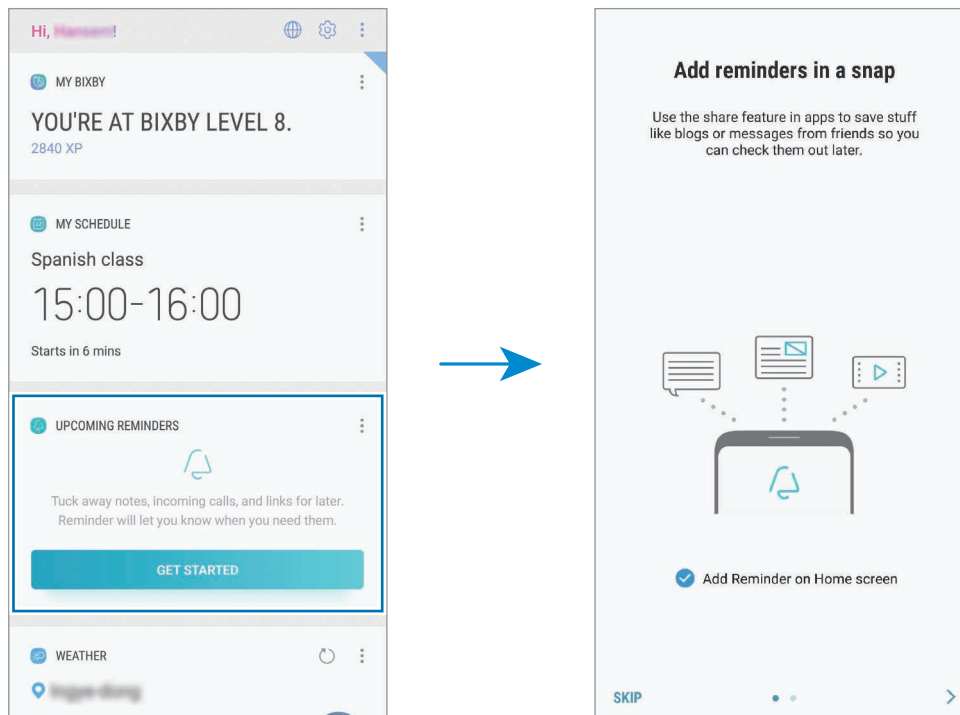 Hi,
MY BIXBY
YOU'RE AT BIXBY LEVEL 8.
2840 XP
MY SCHEDULE
Spanish class
15:00-16:00
Starts in 6 mins
UPCOMING REMINDERS
Tuck away notes, incoming calls, and links for later.
Reminder will let you know when you need them.
GET STARTED
WEATHER
Add reminders in a snap
Use the share feature in apps to save stuff
like blogs or messages from friends so you
can check them out later.
Add Reminder on Home screen
SKIP